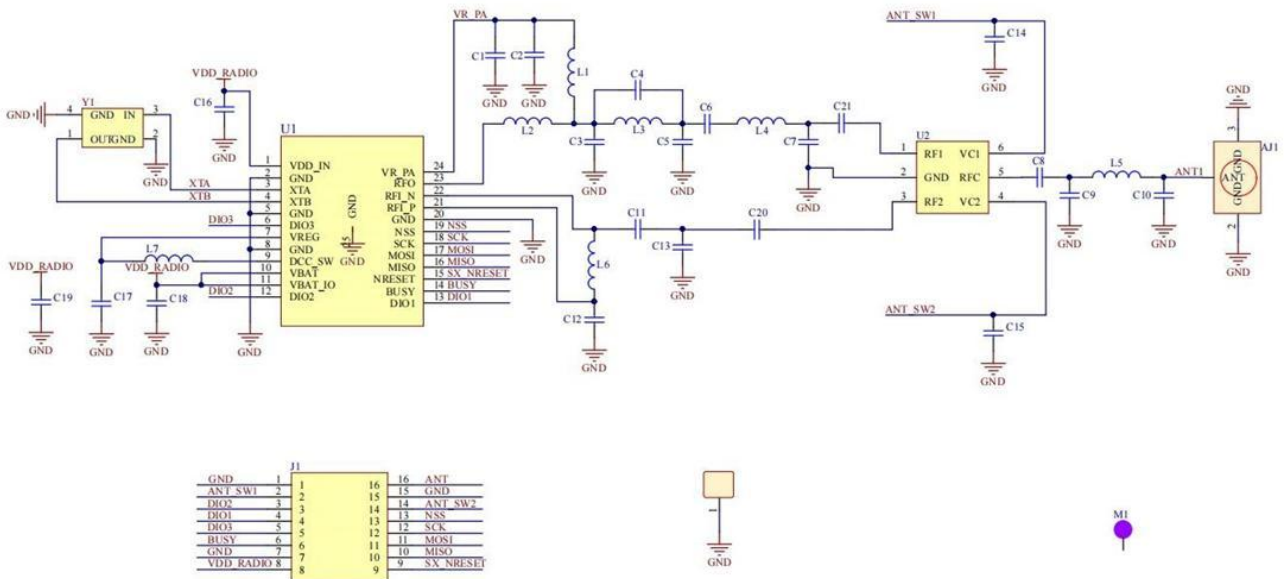 VR_PA
ANT_SW1
C14
GND
C1
C2
GND
GND
L1
C4
VDD_RADIO
C16
GND
Y1
GND
4
GND IN
3
1
OUTGND
2
GND
U1
L2
C3
GND
L3
C5
GND
C6
L4
C7
GND
C21
U2
1
RF1
VC1
6
2
GND
RFC
5
3
RF2
VC2
4
C8
C9
GND
L5
C10
GND
ANT1
GND
3
AJ1
GND
ANT
GND
2
GND
XTA
XTB
DIO3
1 VDD_IN
2 GND
3 XTA
4 XTB
5 GND
6 DIO3
7 VREG
8 GND
9 DCC_SW
10 VBAT
11 VBAT_IO
12 DIO2
GND
GND
VR_PA 24
RFO 23
RFI_N 22
RFI_P 21
GND 20
NSS 19 NSS
SCK 18 SCK
MOSI 17 MOSI
MISO 16 MISO
NRESET 15 SX_NRESET
BUSY 14 BUSY
DIO1 13 DIO1
GND
L6
C11
C13
GND
C20
C12
GND
L7
VDD_RADIO
VDD_RADIO
DIO2
C19
GND
C17
GND
C18
GND
GND
ANT_SW2
C15
GND
J1
GND 1 1 16 16 ANT
ANT_SW1 2 2 15 15 GND
DIO2 3 3 14 14 ANT_SW2
DIO1 4 4 13 13 NSS
DIO3 5 5 12 12 SCK
BUSY 6 6 11 11 MOSI
GND 7 7 10 10 MISO
VDD_RADIO 8 8 9 9 SX_NRESET
1
GND
M1